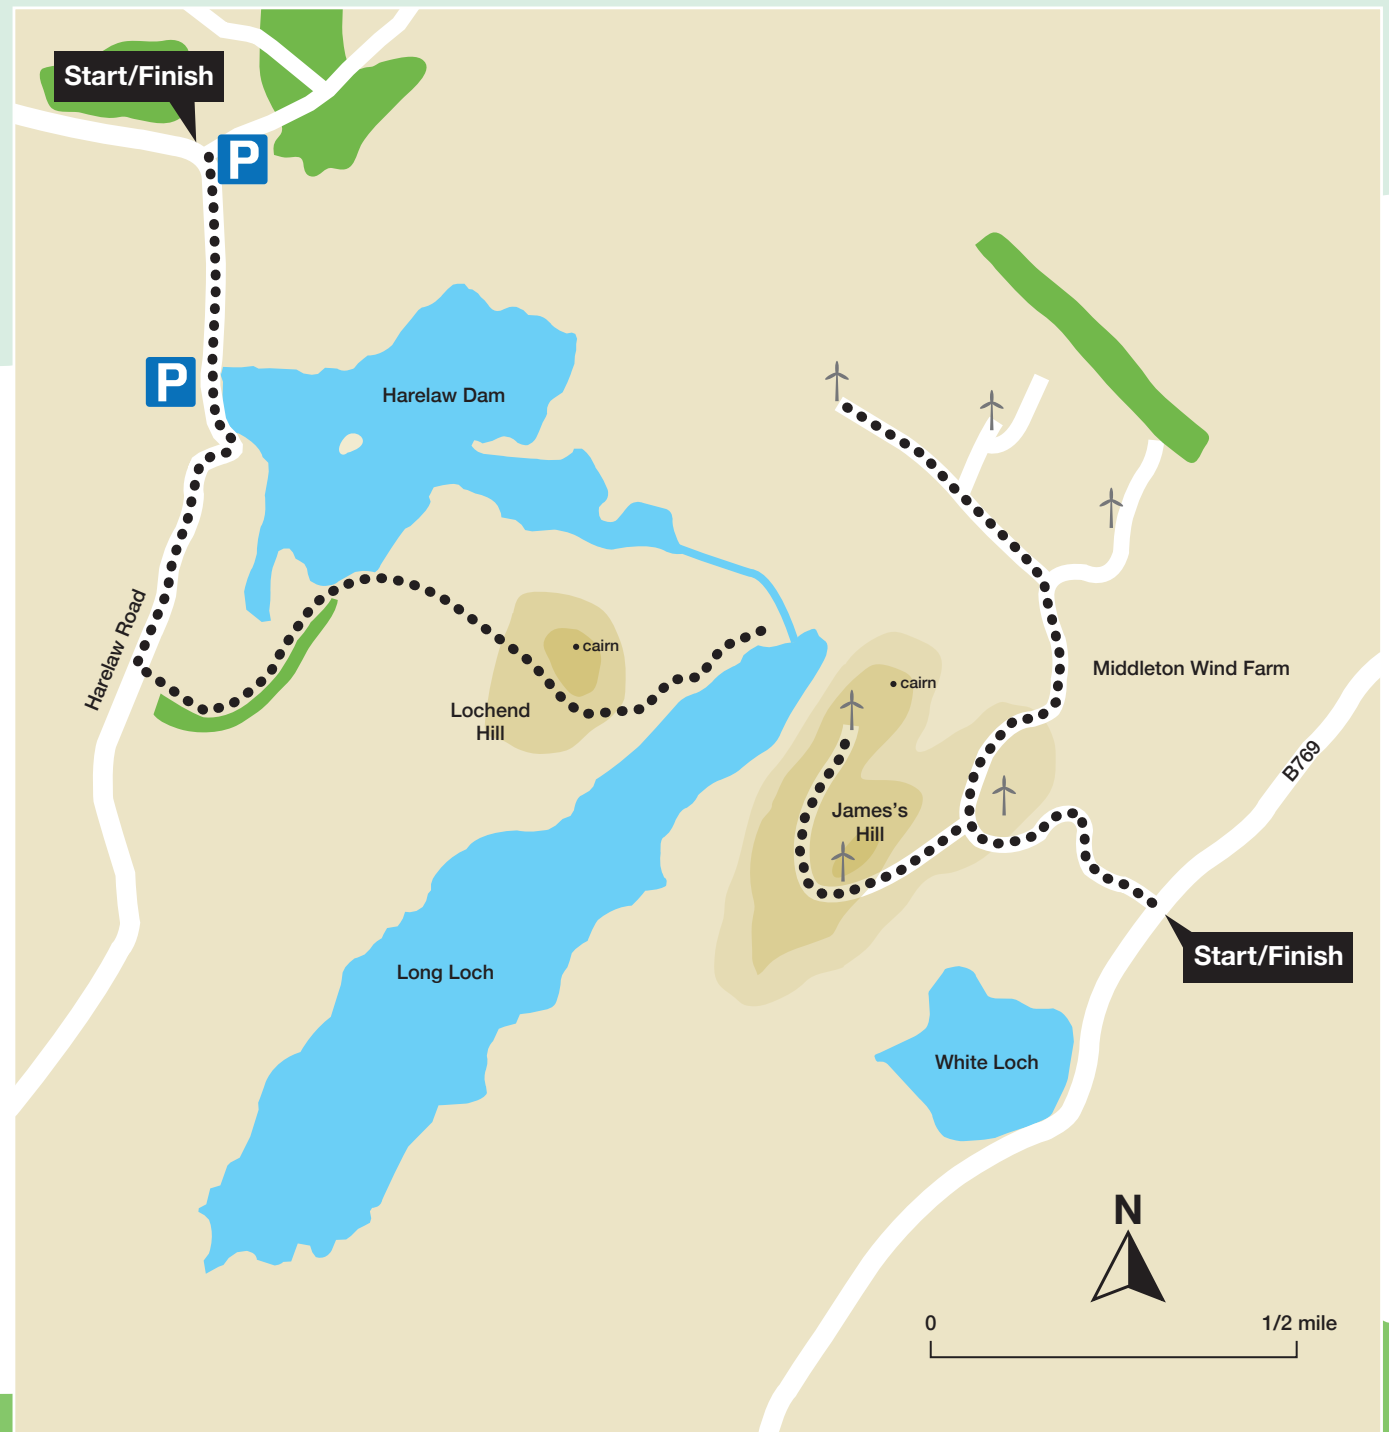 Start/Finish
P
P
Harelaw Dam
Harelaw Road
cairn
Lochend
Hill
cairn
Middleton Wind Farm
B769
James's
Hill
Start/Finish
Long Loch
White Loch
N
0
1/2 mile